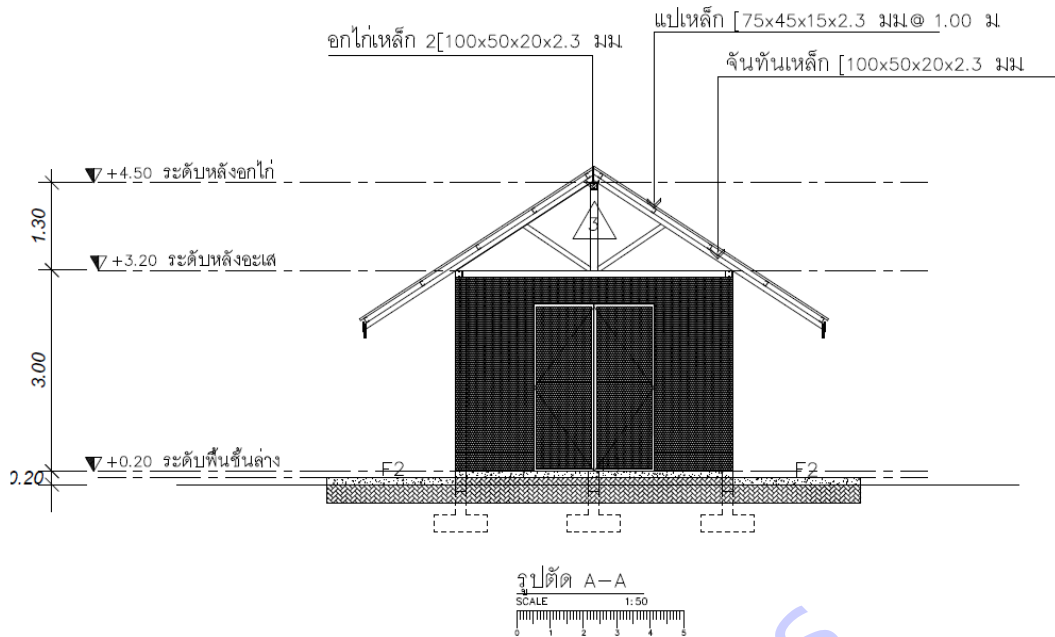 แปเหล็ก [75x45x15x2.3 มม.@ 1.00 ม.
อกไก่เหล็ก 2[100x50x20x2.3 มม.
จันทันเหล็ก [100x50x20x2.3 มม.
+4.50 ระดับหลังอกไก่
1.30
3
+3.20 ระดับหลังอะเส
3.00
+0.20 ระดับพื้นชั้นล่าง
F2 F2
0.20
รูปตัด A-A
SCALE 1:50
0 1 2 3 4 5